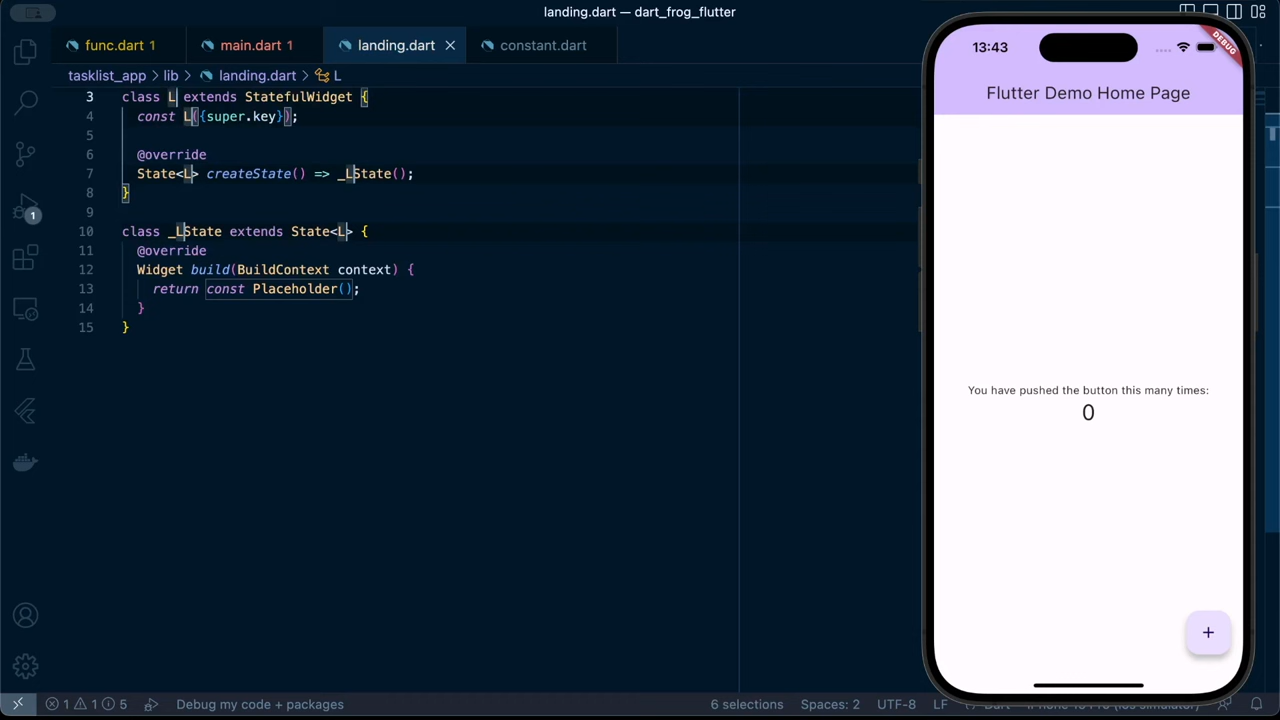 landing.dart — dart_frog_flutter
func.dart 1
main.dart 1
landing.dart
constant.dart
tasklist_app > lib > landing.dart > L
3 class L extends StatefulWidget {
4 const L({super.key});
5
6 @override
7 State<L> createState() => _LState();
8 }
9
10 class _LState extends State<L> {
11 @override
12 Widget build(BuildContext context) {
13 return const Placeholder();
14 }
15 }
1
13:43
DEBUG
Flutter Demo Home Page
You have pushed the button this many times:
0
+
1 1 5 Debug my code + packages 6 selections Spaces: 2 UTF-8 LF